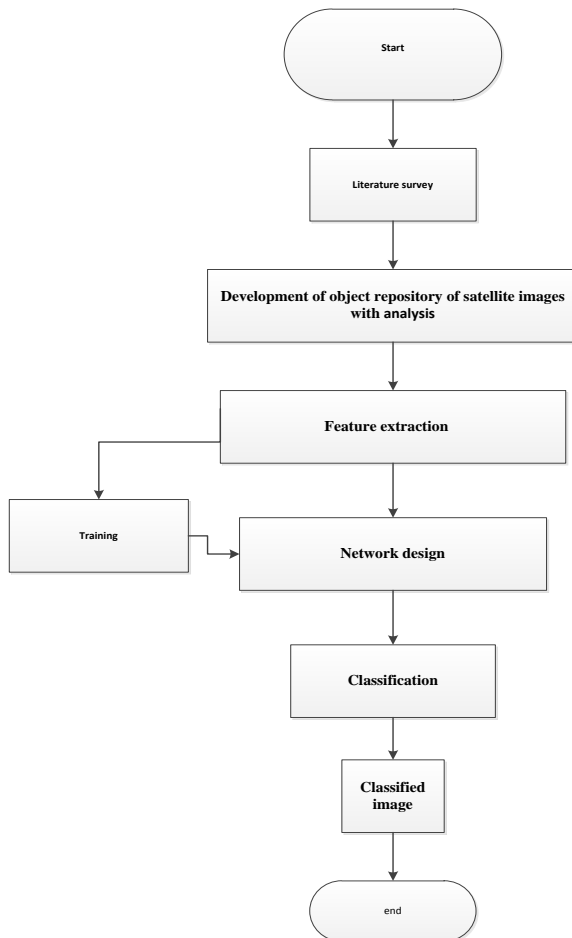 Start
Literature survey
Development of object repository of satellite images
with analysis
Feature extraction
Training
Network design
Classification
Classified
image
end